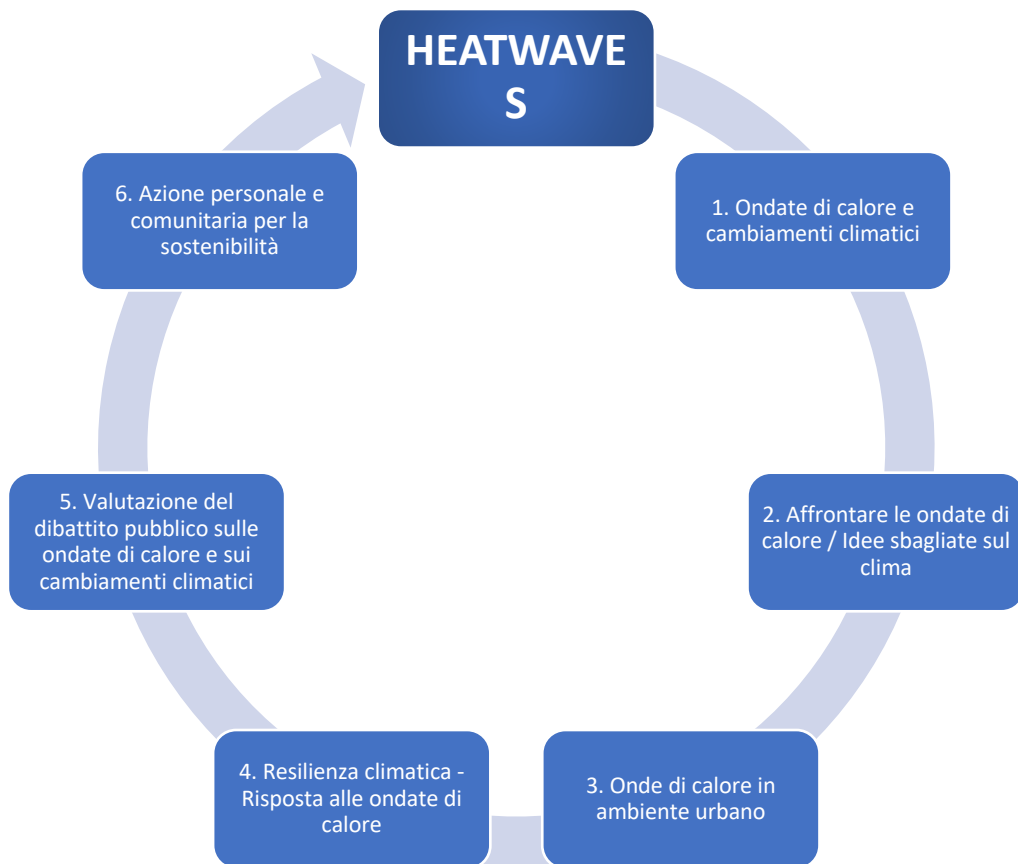 HEATWAVE
S
1. Ondate di calore e
cambiamenti climatici
2. Affrontare le ondate di
calore / Idee sbagliate sul
clima
3. Onde di calore in
ambiente urbano
4. Resilienza climatica -
Risposta alle ondate di
calore
5. Valutazione del
dibattito pubblico sulle
ondate di calore e sui
cambiamenti climatici
6. Azione personale e
comunitaria per la
sostenibilità